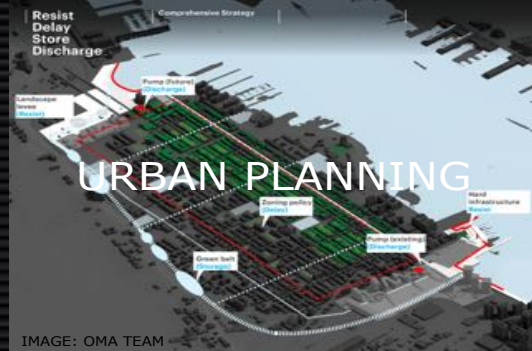 Resist
Delay
Store
Discharge
Comprehensive Strategy
Pump (future)
(Discharge)
Landscape
levee
(Resist)
URBAN PLANNING
Zoning policy
(Delay)
Hard
infrastructure
Resist
Pump (existing)
(Discharge)
Green belt
(Storage)
IMAGE: OMA TEAM